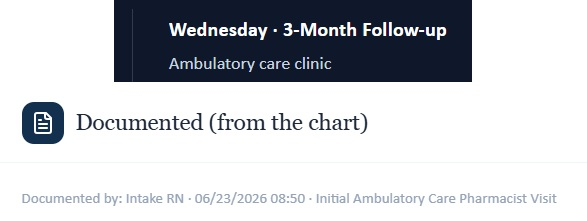 Wednesday · 3-Month Follow-up
Ambulatory care clinic
Documented (from the chart)
Documented by: Intake RN · 06/23/2026 08:50 · Initial Ambulatory Care Pharmacist Visit